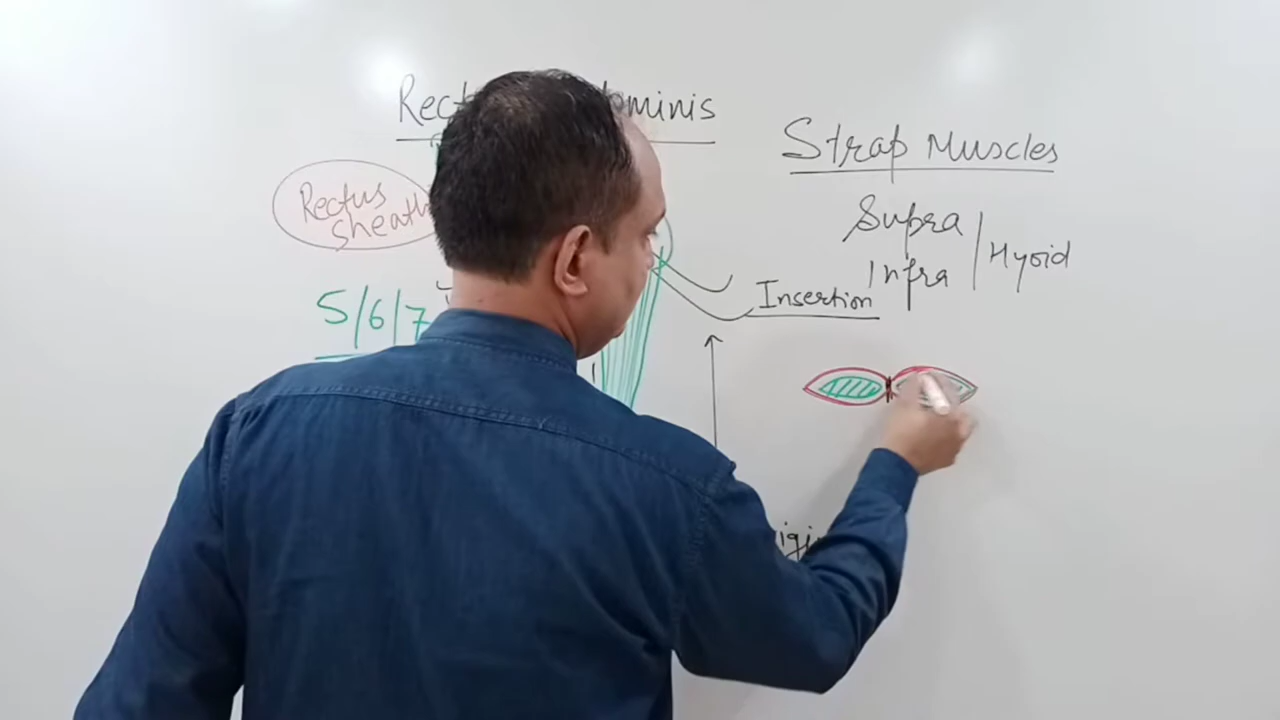 Strap Muscles
Rectus
Sheath
Supra
Infra / Hyoid
Insertion
5/6/7